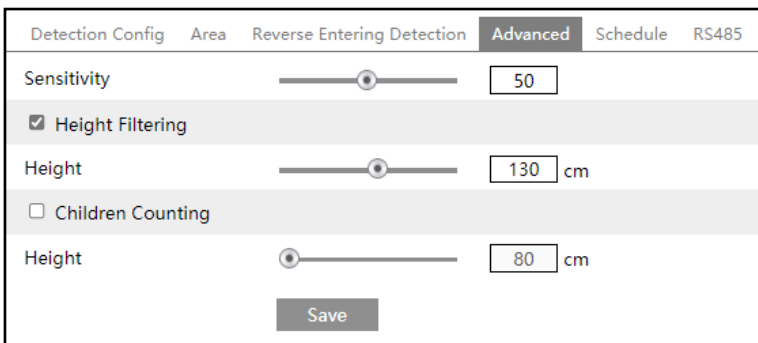 Detection Config Area Reverse Entering Detection Advanced Schedule RS485
Sensitivity 50
Height Filtering
Height 130 cm
Children Counting
Height 80 cm
Save